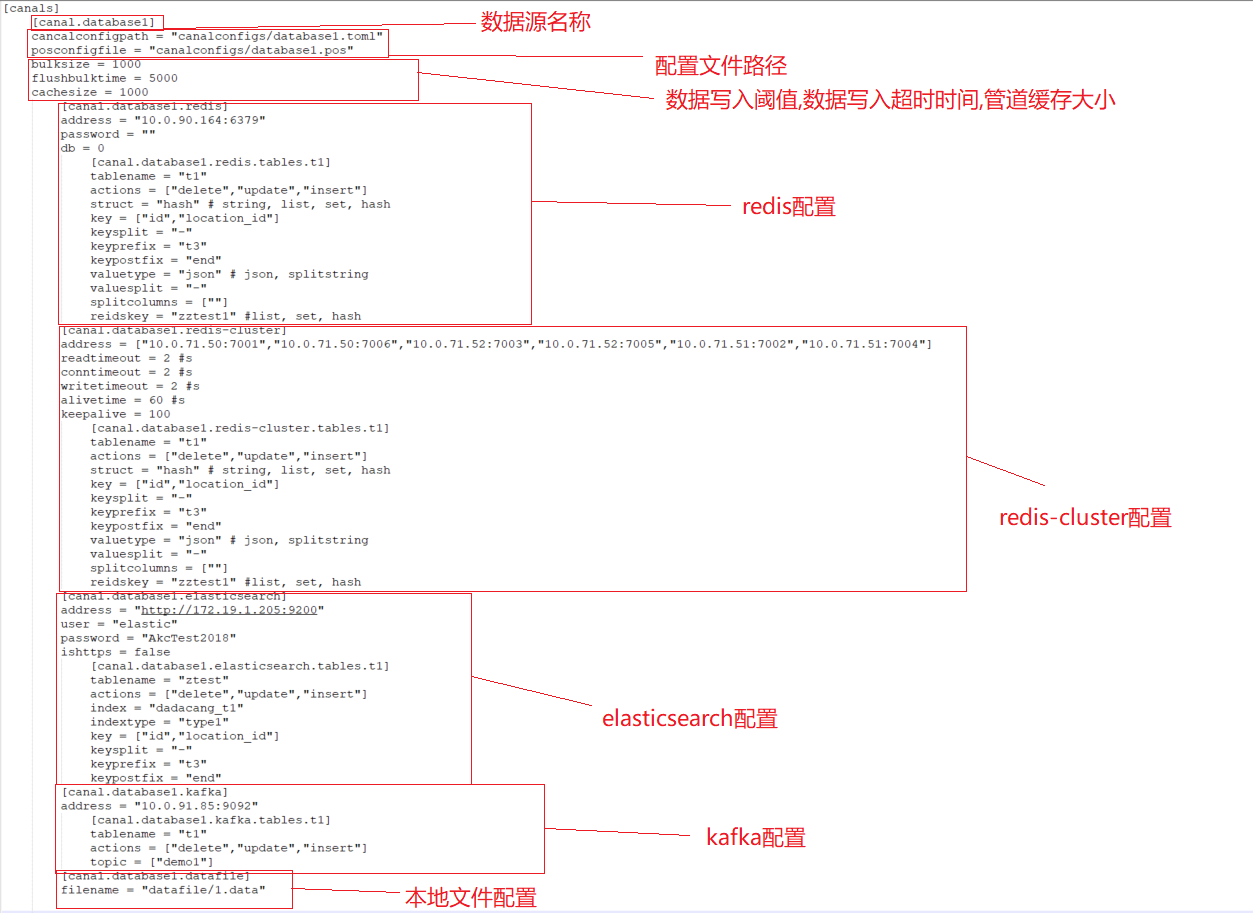 [canals]
[canal.database1]
数据源名称
cancalconfigpath = "canalconfigs/database1.toml"
posconfigfile = "canalconfigs/database1.pos"
配置文件路径
bulksize = 1000
flushbulktime = 5000
cachesize = 1000
数据写入阈值,数据写入超时时间,管道缓存大小
[canal.database1.redis]
address = "10.0.90.164:6379"
password = ""
db = 0
[canal.database1.redis.tables.t1]
tablename = "t1"
actions = ["delete","update","insert"]
struct = "hash" # string, list, set, hash
key = ["id","location_id"]
keysplit = "-"
keyprefix = "t3"
keypostfix = "end"
valuetype = "json" # json, splitstring
valuesplit = "-"
splitcolumns = [""]
reidskey = "zztest1" #list, set, hash
redis配置
[canal.database1.redis-cluster]
address = ["10.0.71.50:7001","10.0.71.50:7006","10.0.71.52:7003","10.0.71.52:7005","10.0.71.51:7002","10.0.71.51:7004"]
readtimeout = 2 #s
conntimeout = 2 #s
writetimeout = 2 #s
alivetime = 60 #s
keepalive = 100
[canal.database1.redis-cluster.tables.t1]
tablename = "t1"
actions = ["delete","update","insert"]
struct = "hash" # string, list, set, hash
key = ["id","location_id"]
keysplit = "-"
keyprefix = "t3"
keypostfix = "end"
valuetype = "json" # json, splitstring
valuesplit = "-"
splitcolumns = [""]
reidskey = "zztest1" #list, set, hash
redis-cluster配置
[canal.database1.elasticsearch]
address = "http://172.19.1.205:9200"
user = "elastic"
password = "AkcTest2018"
ishttps = false
[canal.database1.elasticsearch.tables.t1]
tablename = "ztest"
actions = ["delete","update","insert"]
index = "dadacang_t1"
indextype = "type1"
key = ["id","location_id"]
keysplit = "-"
keyprefix = "t3"
keypostfix = "end"
elasticsearch配置
[canal.database1.kafka]
address = "10.0.91.85:9092"
[canal.database1.kafka.tables.t1]
tablename = "t1"
actions = ["delete","update","insert"]
topic = ["demo1"]
kafka配置
[canal.database1.datafile]
filename = "datafile/1.data"
本地文件配置